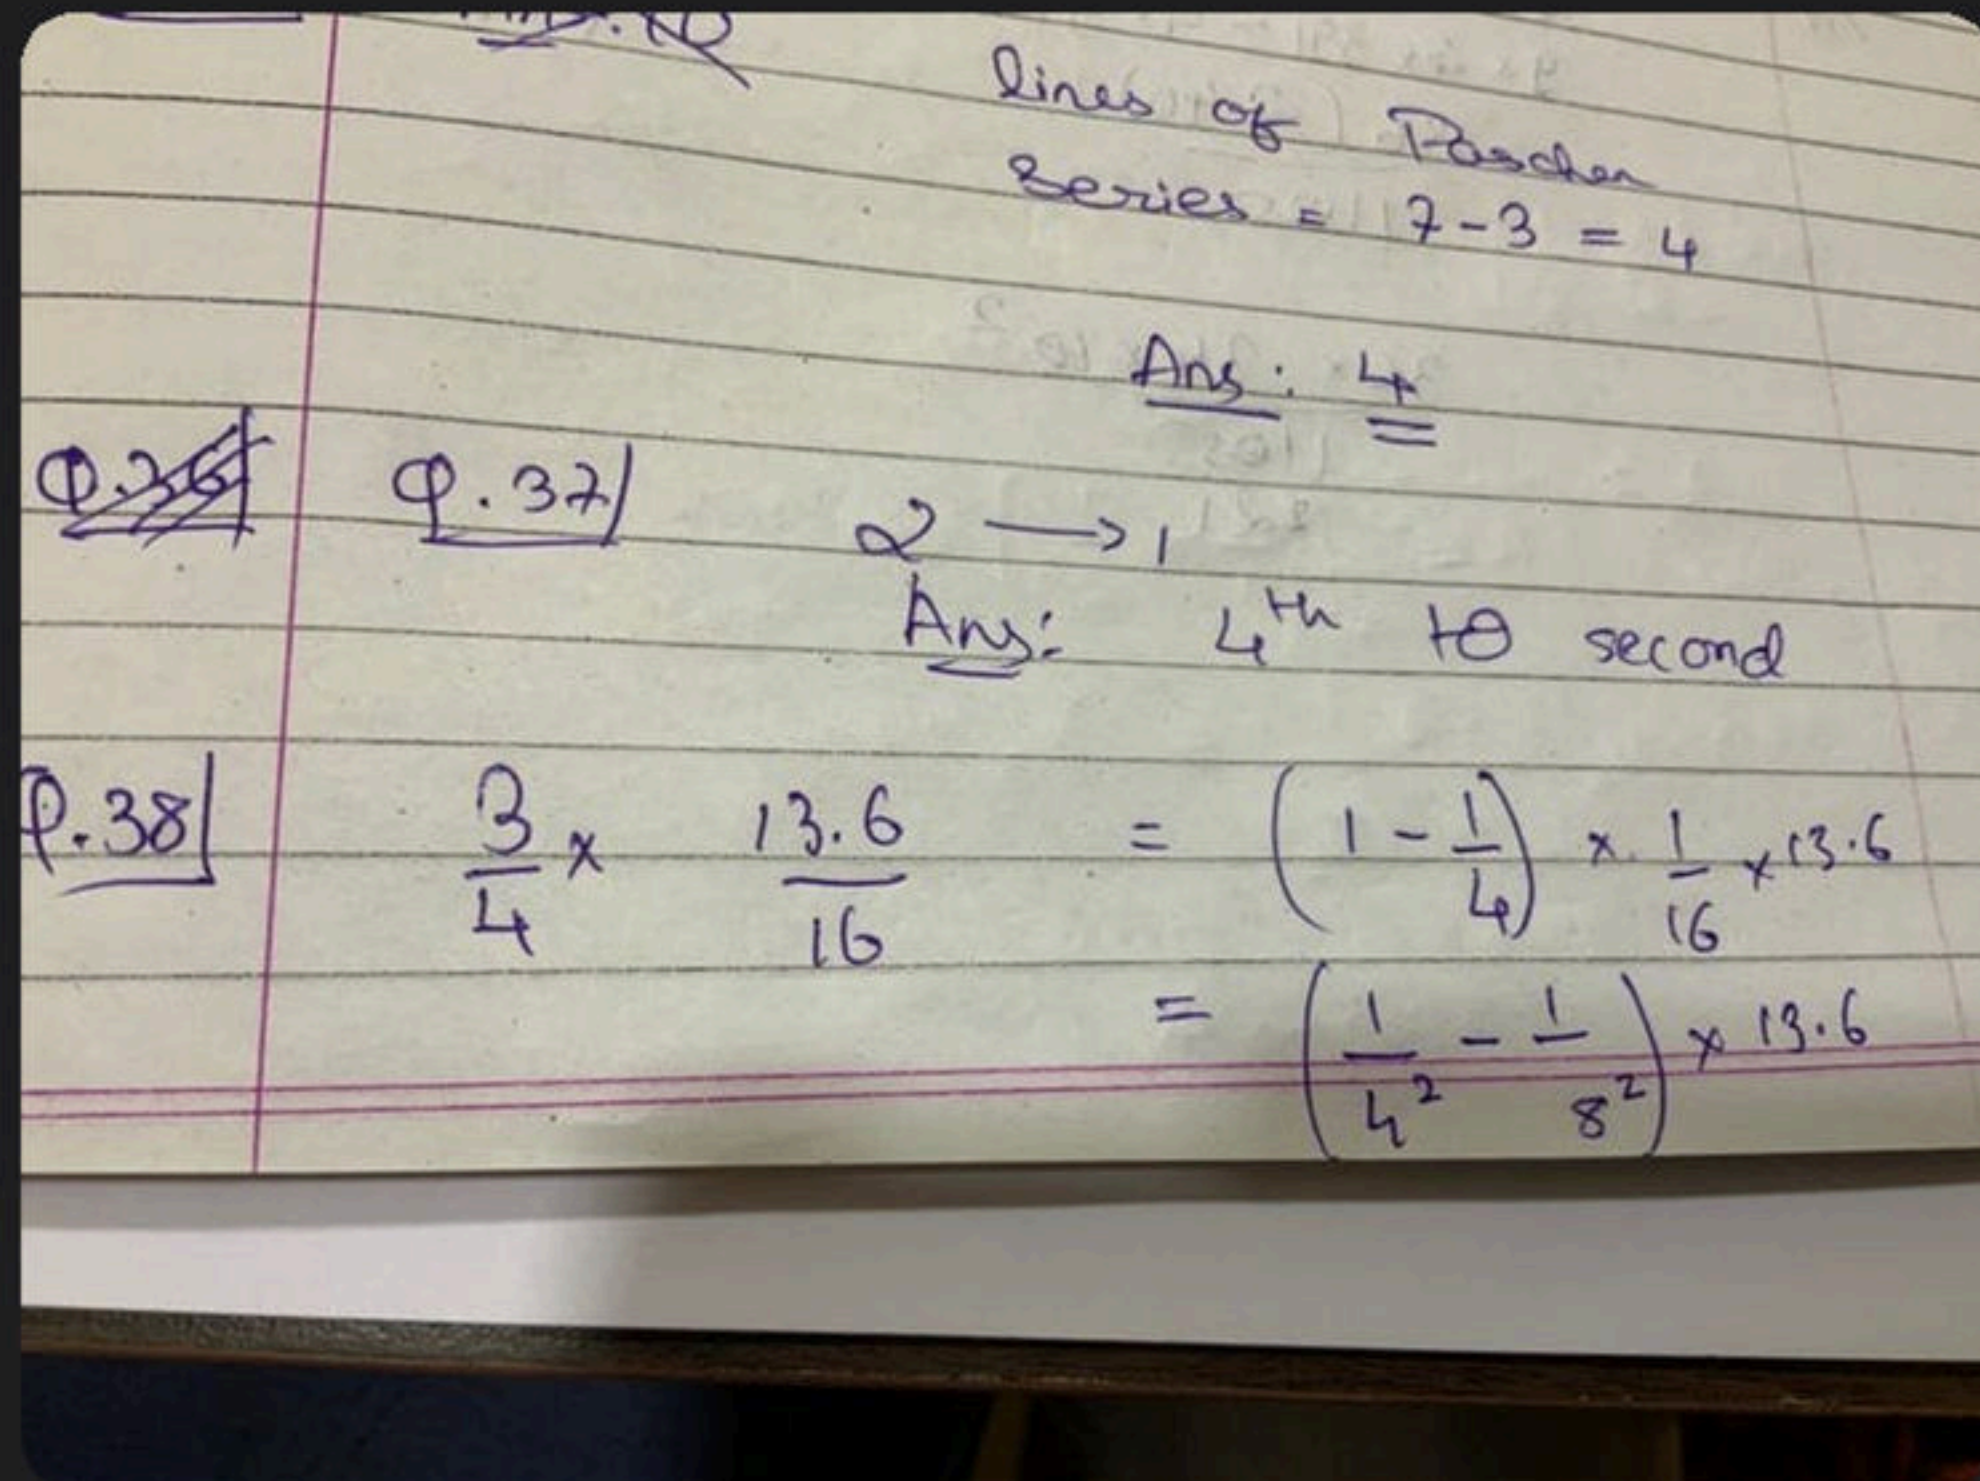 lines of Paschen
series = 7 - 3 = 4
Ans: 4
Q.36 Q.37 2 → 1
Ans: 4th to second
Q.38 3/4 × 13.6/16 = (1 - 1/4) × 1/16 × 13.6
= (1/4² - 1/8²) × 13.6